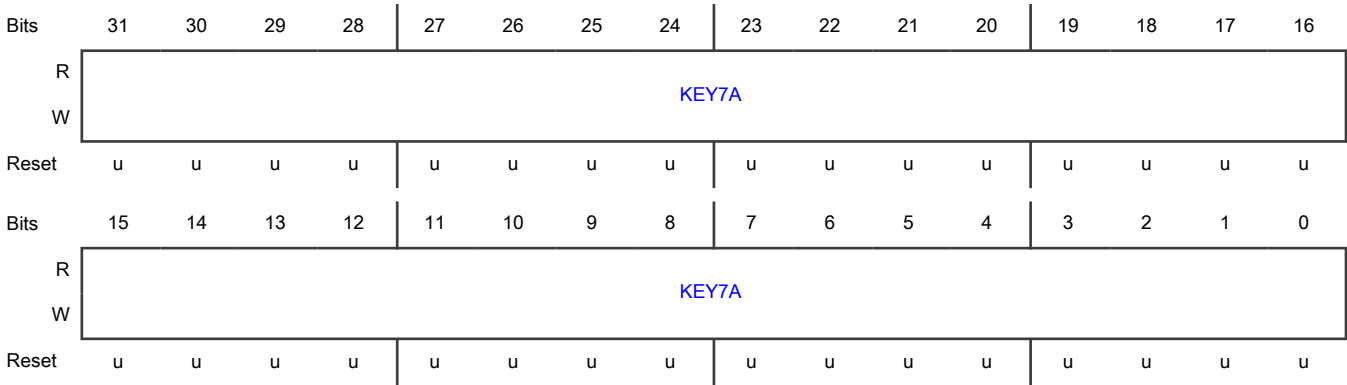 Bits 31 30 29 28 27 26 25 24 23 22 21 20 19 18 17 16
R
KEY7A
W
Reset u u u u u u u u u u u u u u u u
Bits 15 14 13 12 11 10 9 8 7 6 5 4 3 2 1 0
R
KEY7A
W
Reset u u u u u u u u u u u u u u u u